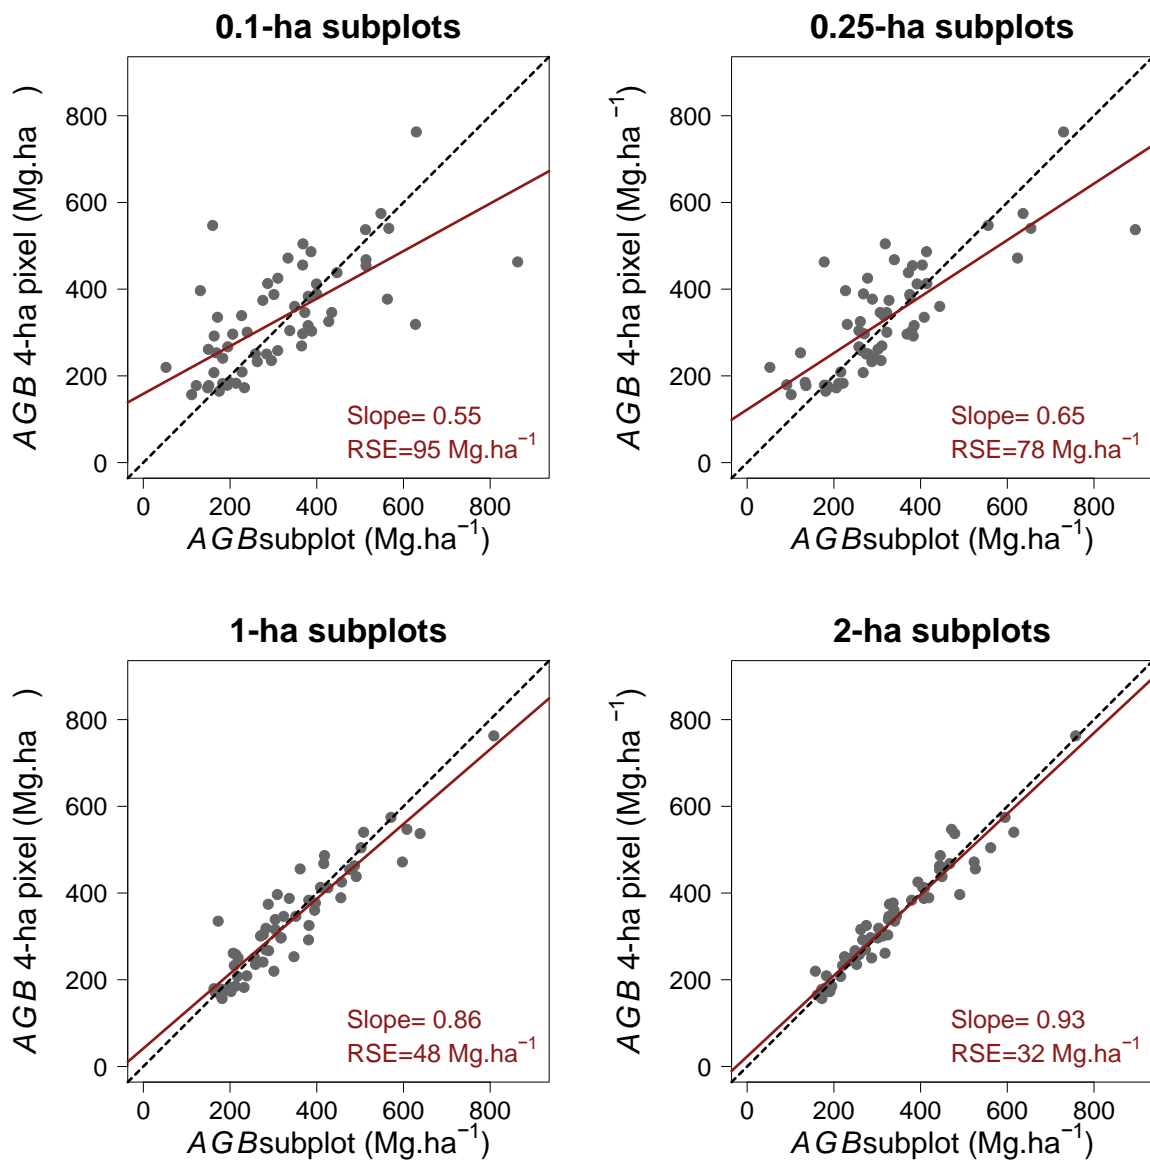 0.1-ha subplots
AGB 4-ha pixel (Mg.ha )
800
600
400
200
0
Slope= 0.55
RSE=95 Mg.ha−1
0 200 400 600 800
AGBsubplot (Mg.ha−1)
0.25-ha subplots
AGB 4-ha pixel (Mg.ha−1)
800
600
400
200
0
Slope= 0.65
RSE=78 Mg.ha−1
0 200 400 600 800
AGBsubplot (Mg.ha−1)
1-ha subplots
AGB 4-ha pixel (Mg.ha )
800
600
400
200
0
Slope= 0.86
RSE=48 Mg.ha−1
0 200 400 600 800
AGBsubplot (Mg.ha−1)
2-ha subplots
AGB 4-ha pixel (Mg.ha−1)
800
600
400
200
0
Slope= 0.93
RSE=32 Mg.ha−1
0 200 400 600 800
AGBsubplot (Mg.ha−1)